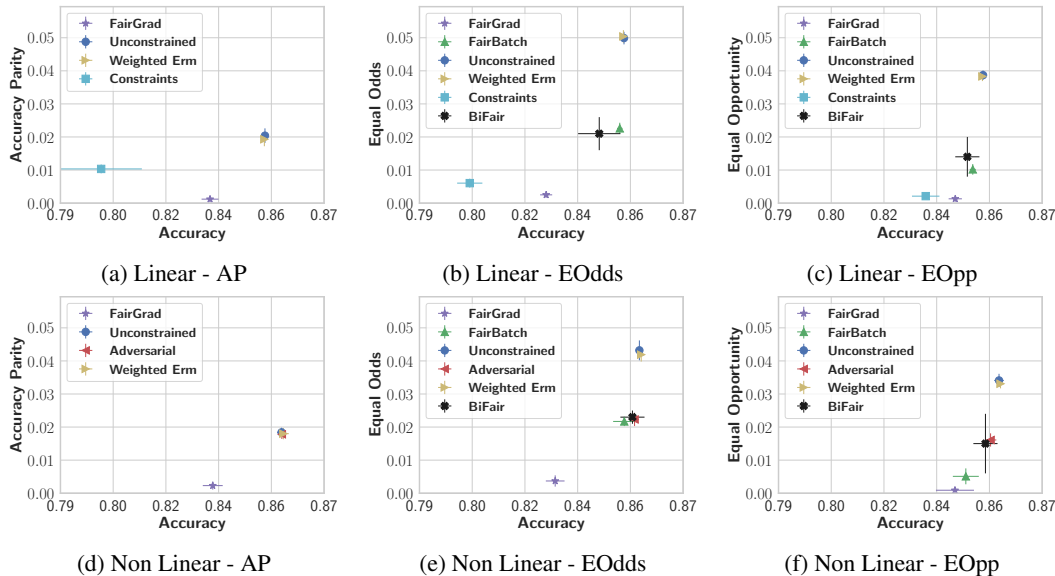 FairGrad
Unconstrained
Weighted Erm
Constraints
Accuracy Parity
0.05
0.04
0.03
0.02
0.01
0.00
0.79 0.80 0.82 0.84 0.86 0.87
Accuracy
(a) Linear - AP
FairGrad
FairBatch
Unconstrained
Weighted Erm
Constraints
BiFair
Equal Odds
0.05
0.04
0.03
0.02
0.01
0.00
0.79 0.80 0.82 0.84 0.86 0.87
Accuracy
(b) Linear - EOdds
FairGrad
FairBatch
Unconstrained
Weighted Erm
Constraints
BiFair
Equal Opportunity
0.05
0.04
0.03
0.02
0.01
0.00
0.79 0.80 0.82 0.84 0.86 0.87
Accuracy
(c) Linear - EOpp
FairGrad
Unconstrained
Adversarial
Weighted Erm
Accuracy Parity
0.05
0.04
0.03
0.02
0.01
0.00
0.79 0.80 0.82 0.84 0.86 0.87
Accuracy
(d) Non Linear - AP
FairGrad
FairBatch
Unconstrained
Adversarial
Weighted Erm
BiFair
Equal Odds
0.05
0.04
0.03
0.02
0.01
0.00
0.79 0.80 0.82 0.84 0.86 0.87
Accuracy
(e) Non Linear - EOdds
FairGrad
FairBatch
Unconstrained
Adversarial
Weighted Erm
BiFair
Equal Opportunity
0.05
0.04
0.03
0.02
0.01
0.00
0.79 0.80 0.82 0.84 0.86 0.87
Accuracy
(f) Non Linear - EOpp